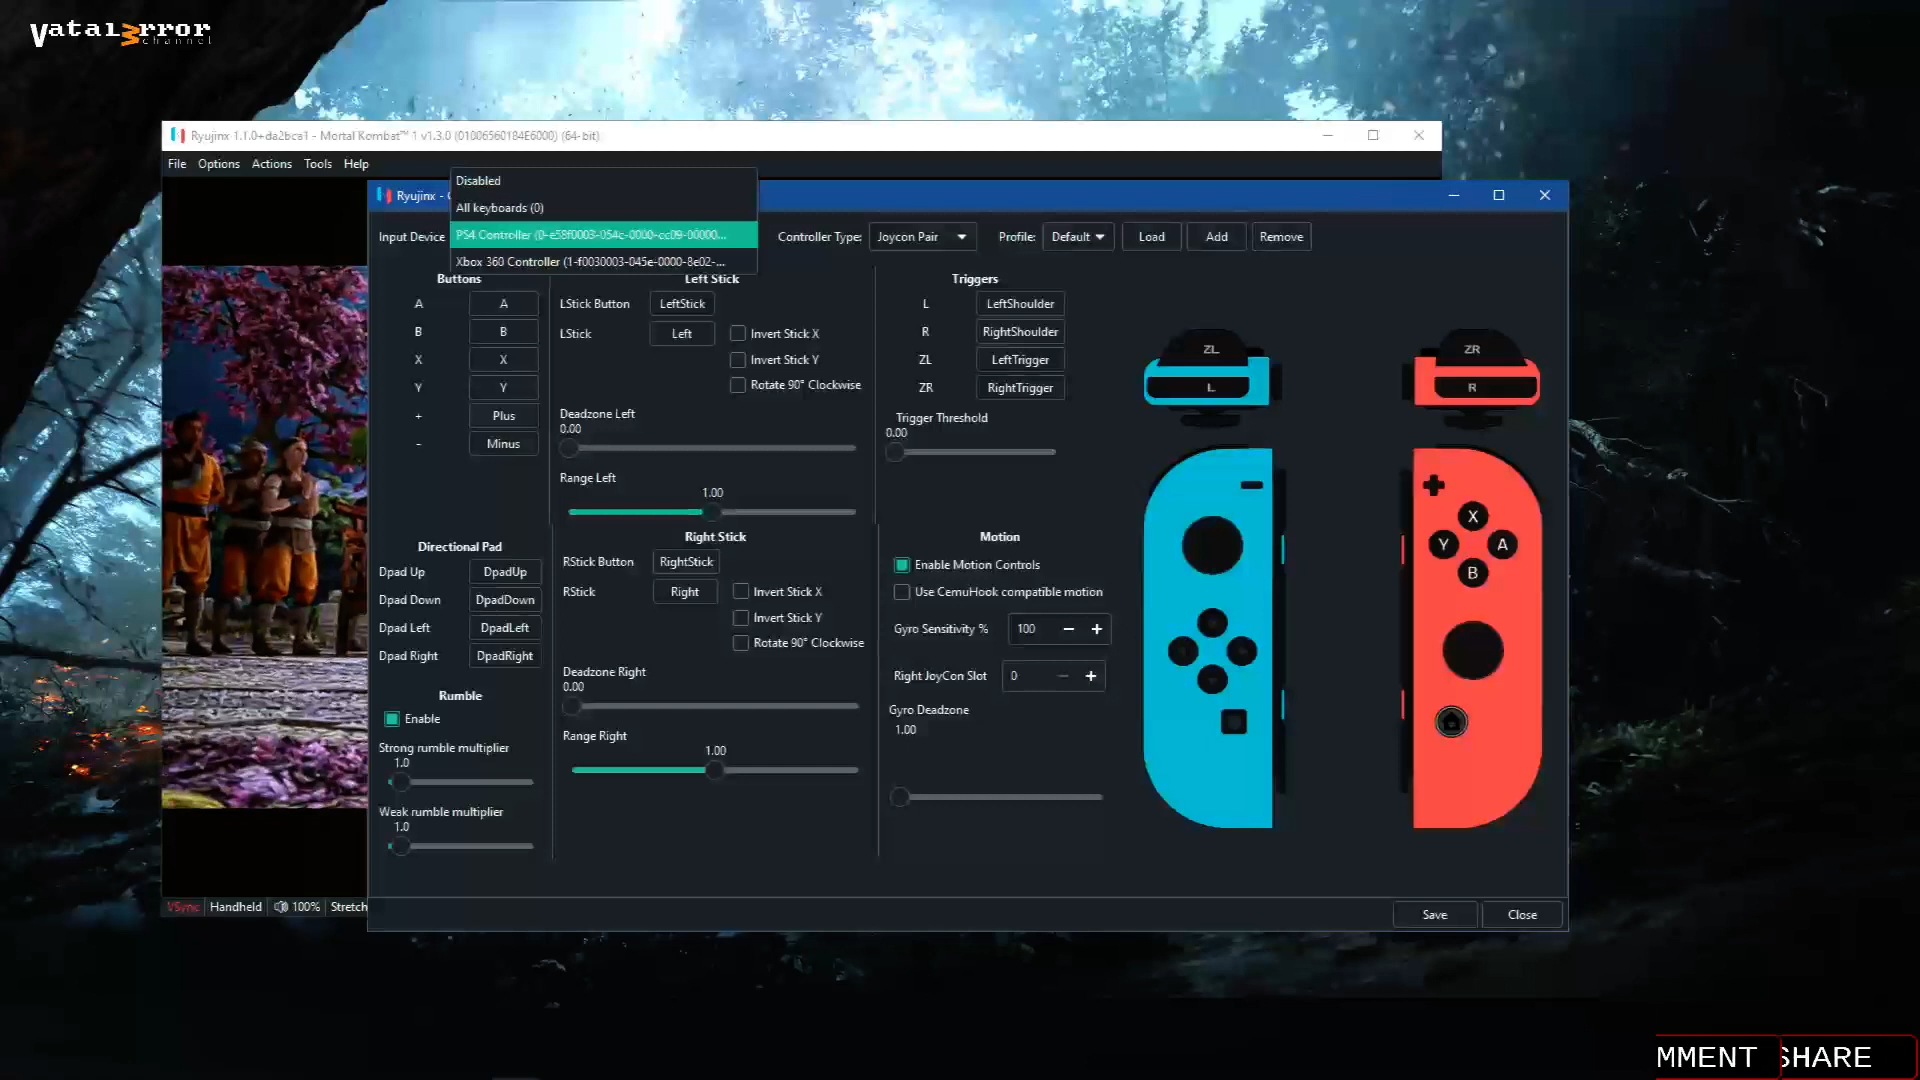 Vatal3rror
channel
Ryujinx 1.1.0+da2bca1 - Mortal Kombat™ 1 v1.3.0 (01006560184E6000) (64-bit)
File Options Actions Tools Help
Disabled
Ryujinx -
All keyboards (0)
Input Device
PS4 Controller (0-e58f0003-054c-0000-cc09-00000...
Controller Type: Joycon Pair Profile: Default Load Add Remove
Xbox 360 Controller (1-f0030003-045e-0000-8e02-...
Buttons Left Stick Triggers
A A LStick Button LeftStick L LeftShoulder
B B LStick Left Invert Stick X R RightShoulder
X X Invert Stick Y ZL LeftTrigger
Y Y Rotate 90° Clockwise ZR RightTrigger
+ Plus Deadzone Left Trigger Threshold
0.00 0.00
- Minus
Range Left
1.00
Right Stick Motion
Directional Pad
RStick Button RightStick Enable Motion Controls
Dpad Up DpadUp
RStick Right Invert Stick X Use CemuHook compatible motion
Dpad Down DpadDown
Invert Stick Y
Dpad Left DpadLeft Gyro Sensitivity % 100 − +
Rotate 90° Clockwise
Dpad Right DpadRight
Deadzone Right Right JoyCon Slot 0 − +
0.00
Rumble
Gyro Deadzone
Enable 1.00
Range Right
Strong rumble multiplier 1.00
1.0
Weak rumble multiplier
1.0
ZL ZR
L R
X
Y A
B
VSync Handheld 100% Stretch
Save Close
MMENT SHARE